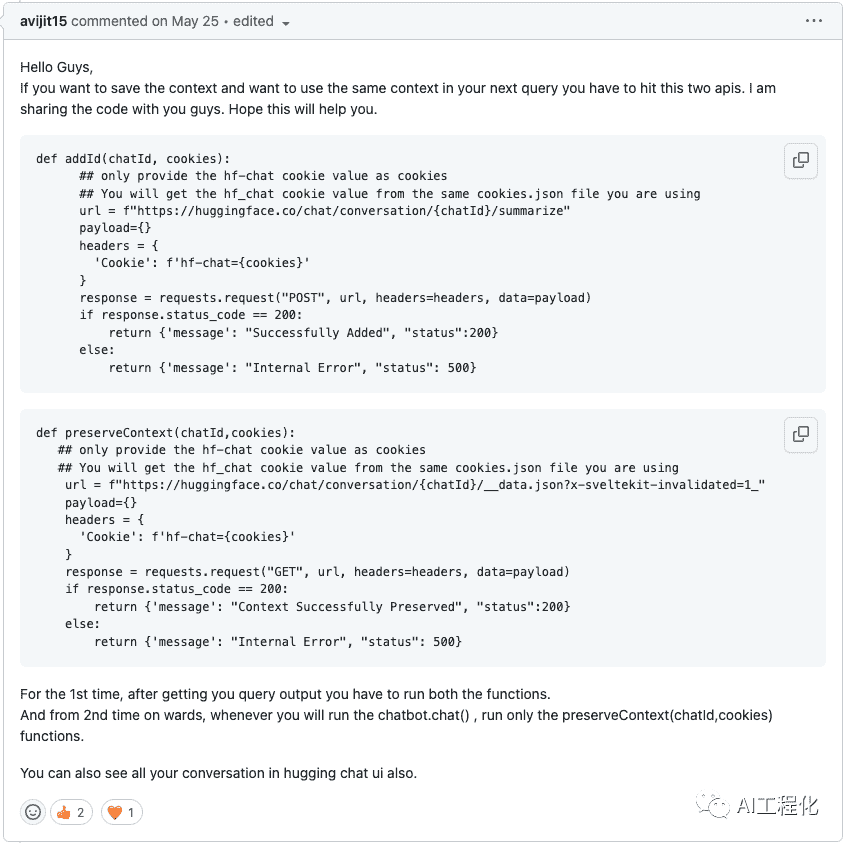 avijit15 commented on May 25 • edited
Hello Guys,
If you want to save the context and want to use the same context in your next query you have to hit this two apis. I am
sharing the code with you guys. Hope this will help you.
def addId(chatId, cookies):
      ## only provide the hf-chat cookie value as cookies
      ## You will get the hf_chat cookie value from the same cookies.json file you are using
      url = f"https://huggingface.co/chat/conversation/{chatId}/summarize"
      payload={}
      headers = {
        'Cookie': f'hf-chat={cookies}'
      }
      response = requests.request("POST", url, headers=headers, data=payload)
      if response.status_code == 200:
          return {'message': "Successfully Added", "status":200}
      else:
          return {'message': "Internal Error", "status": 500}
def preserveContext(chatId,cookies):
   ## only provide the hf-chat cookie value as cookies
   ## You will get the hf_chat cookie value from the same cookies.json file you are using
    url = f"https://huggingface.co/chat/conversation/{chatId}/__data.json?x-sveltekit-invalidated=1_"
    payload={}
    headers = {
      'Cookie': f'hf-chat={cookies}'
    }
    response = requests.request("GET", url, headers=headers, data=payload)
    if response.status_code == 200:
        return {'message': "Context Successfully Preserved", "status":200}
    else:
        return {'message': "Internal Error", "status": 500}
For the 1st time, after getting you query output you have to run both the functions.
And from 2nd time on wards, whenever you will run the chatbot.chat() , run only the preserveContext(chatId,cookies)
functions.
You can also see all your conversation in hugging chat ui also.
2 1
AI工程化